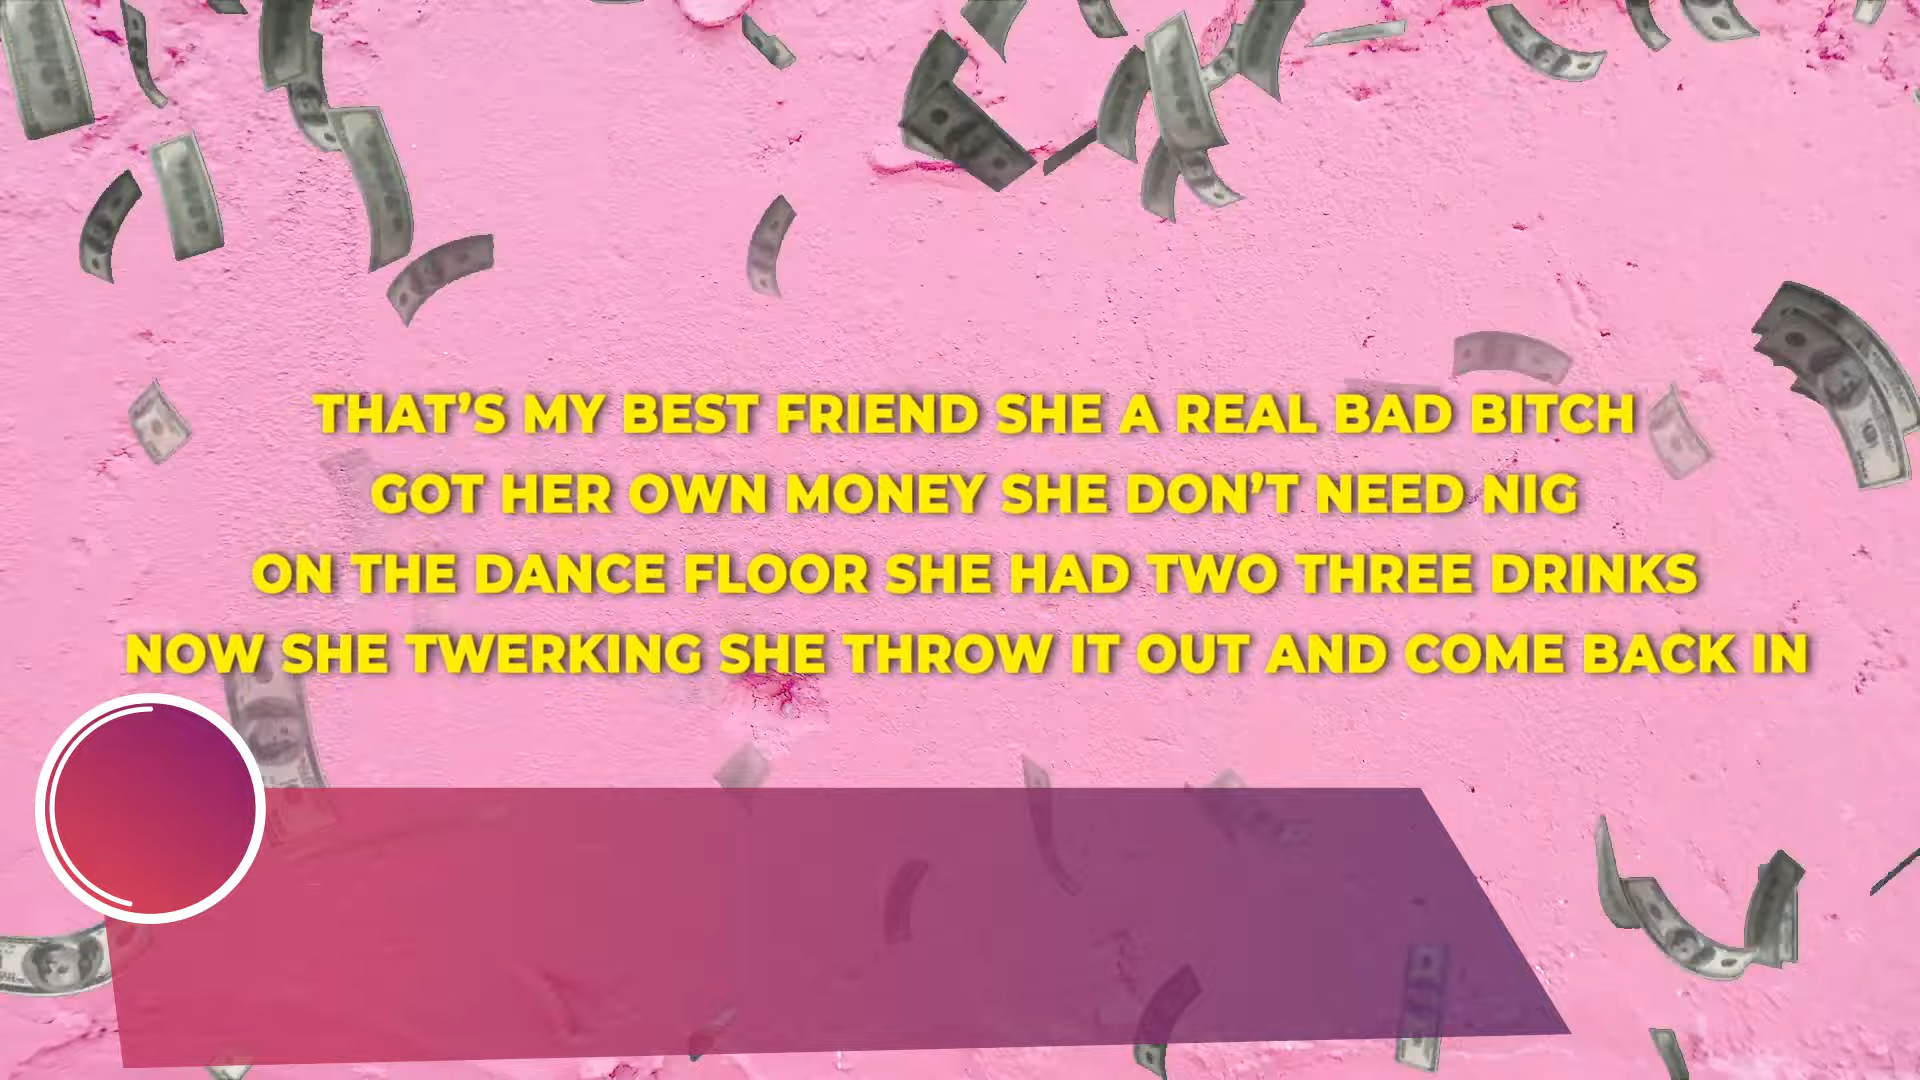 THAT’S MY BEST FRIEND SHE A REAL BAD BITCH
GOT HER OWN MONEY SHE DON’T NEED NIG
ON THE DANCE FLOOR SHE HAD TWO THREE DRINKS
NOW SHE TWERKING SHE THROW IT OUT AND COME BACK IN